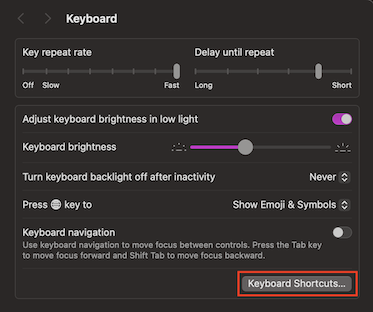 Keyboard
Key repeat rate
Delay until repeat
Off Slow Fast
Long Short
Adjust keyboard brightness in low light
Keyboard brightness
Turn keyboard backlight off after inactivity Never
Press key to Show Emoji & Symbols
Keyboard navigation
Use keyboard navigation to move focus between controls. Press the Tab key
to move focus forward and Shift Tab to move focus backward.
Keyboard Shortcuts...